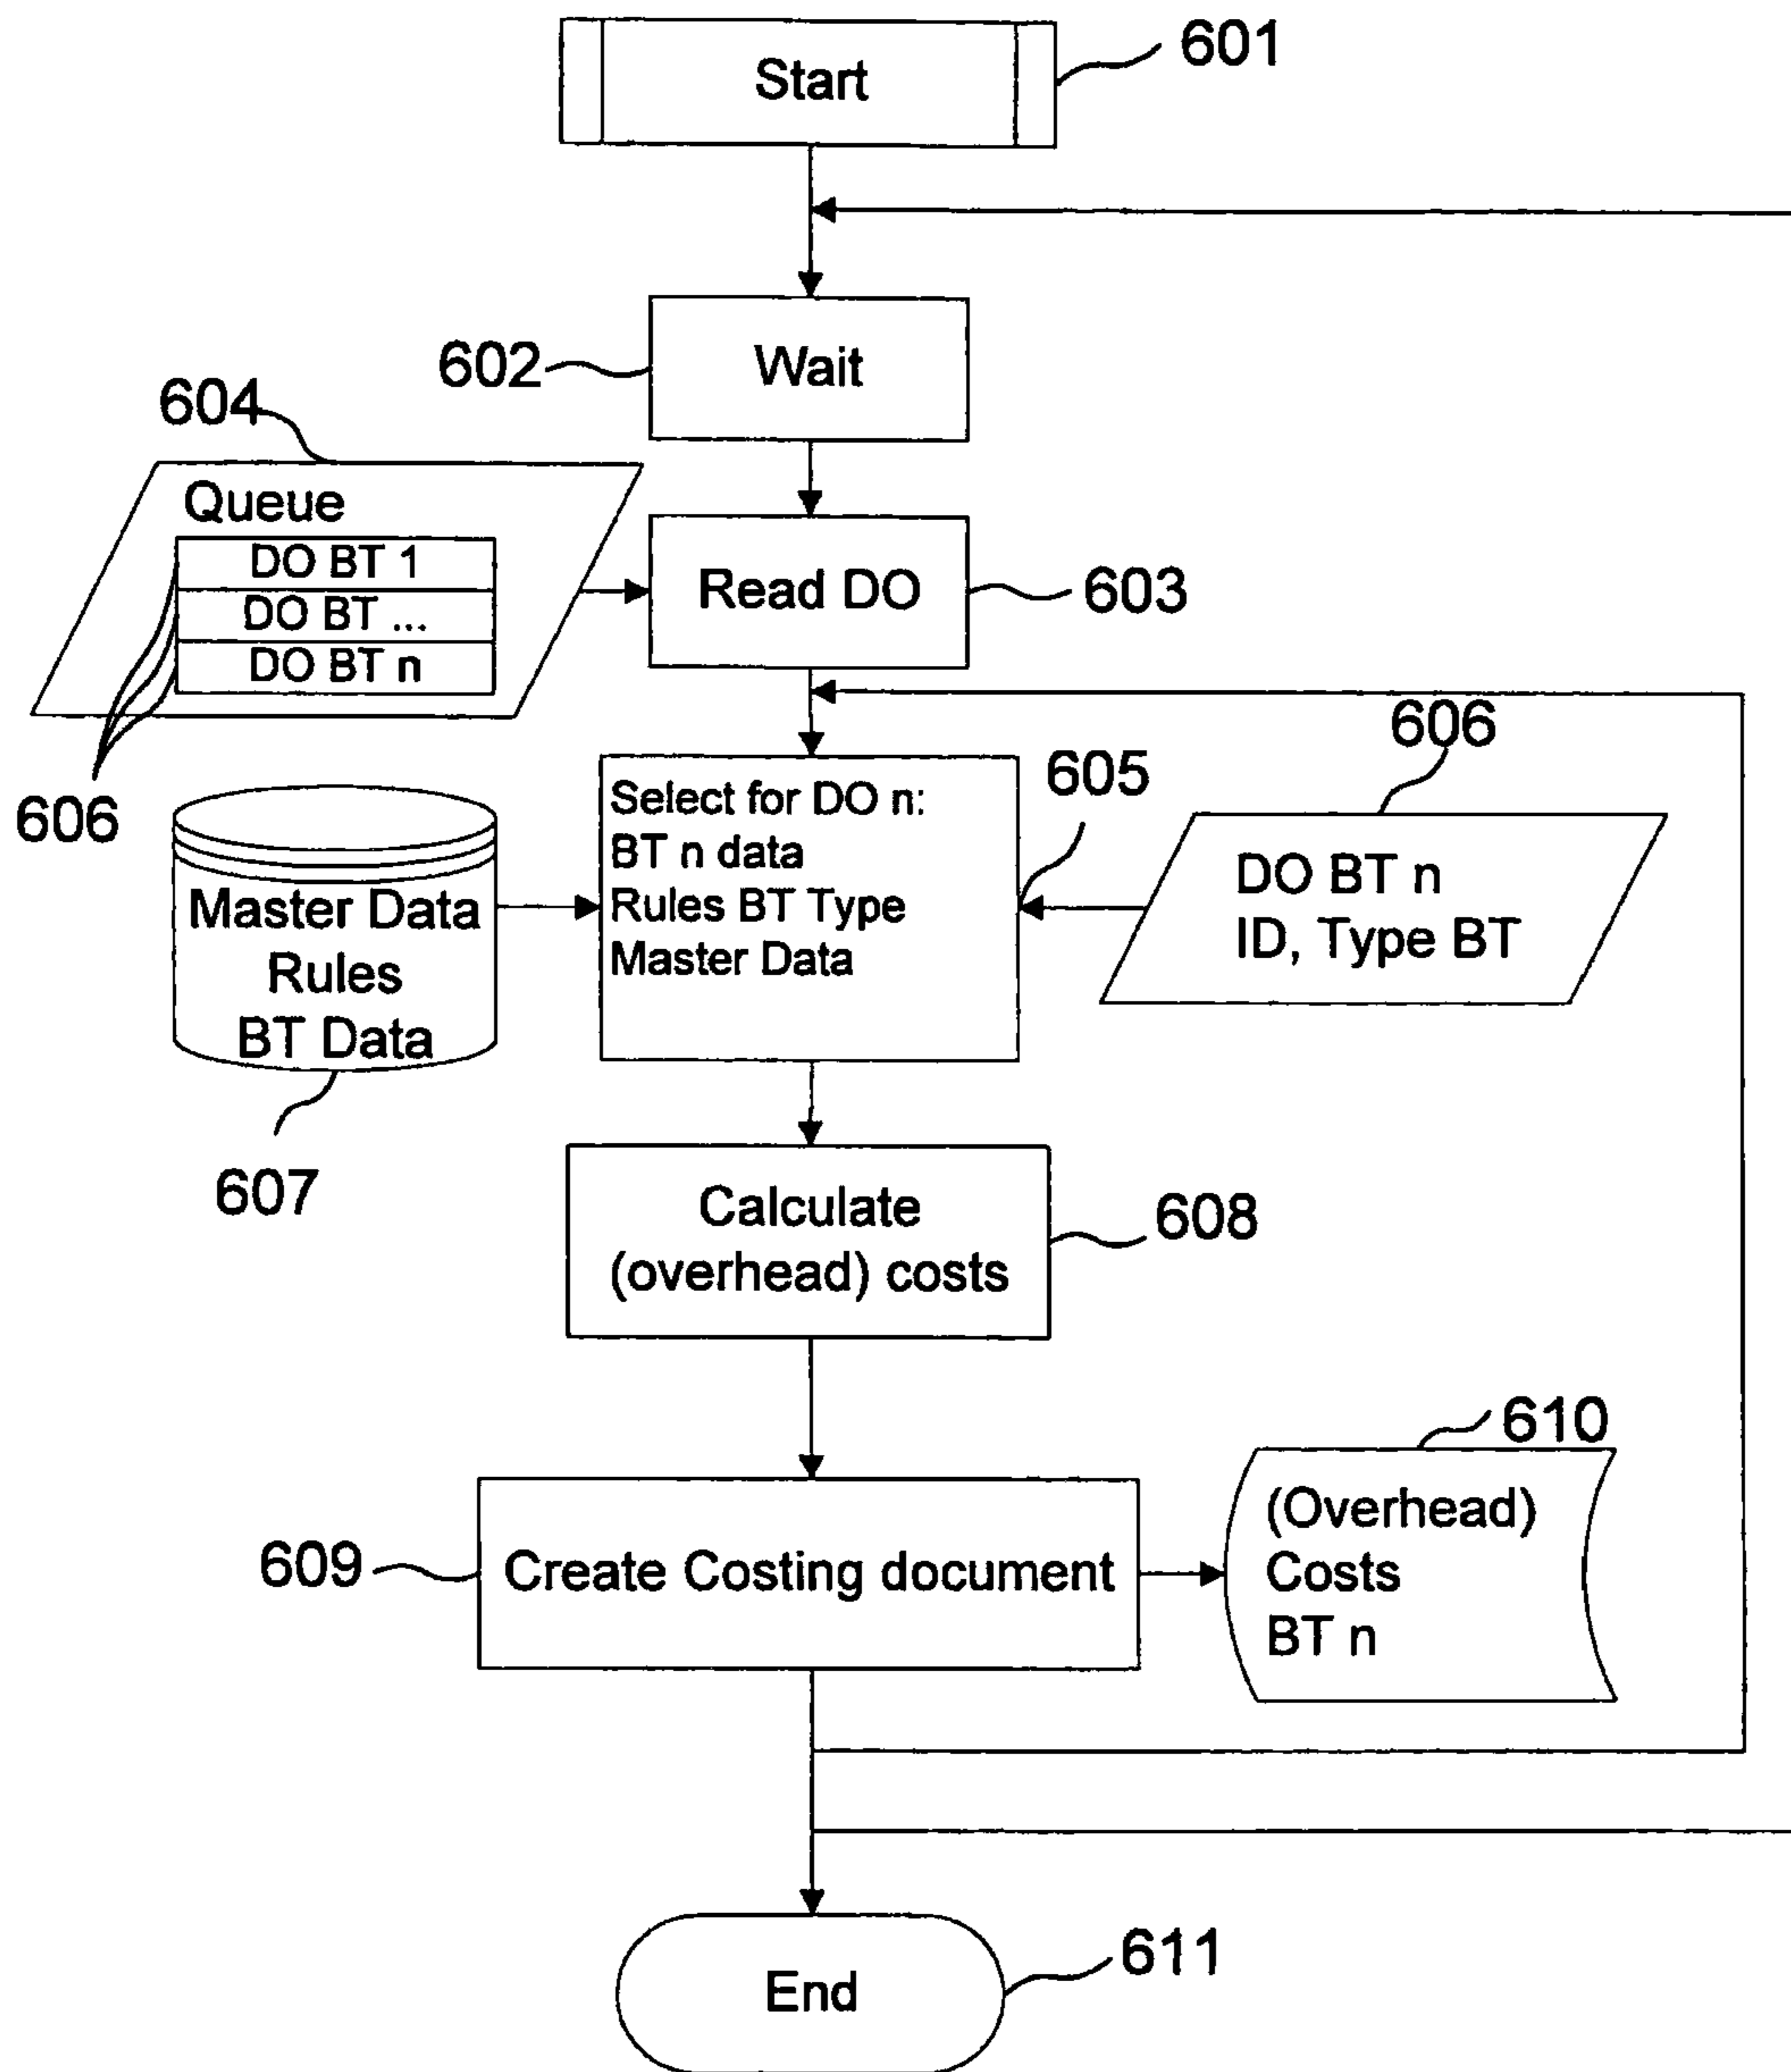 Start
601
602
Wait
604
Queue
DO BT 1
DO BT ...
DO BT n
606
Read DO
603
606
605
Select for DO n:
BT n data
Rules BT Type
Master Data
DO BT n
ID, Type BT
Master Data
Rules
BT Data
607
Calculate
(overhead) costs
608
610
609
Create Costing document
(Overhead)
Costs
BT n
End
611